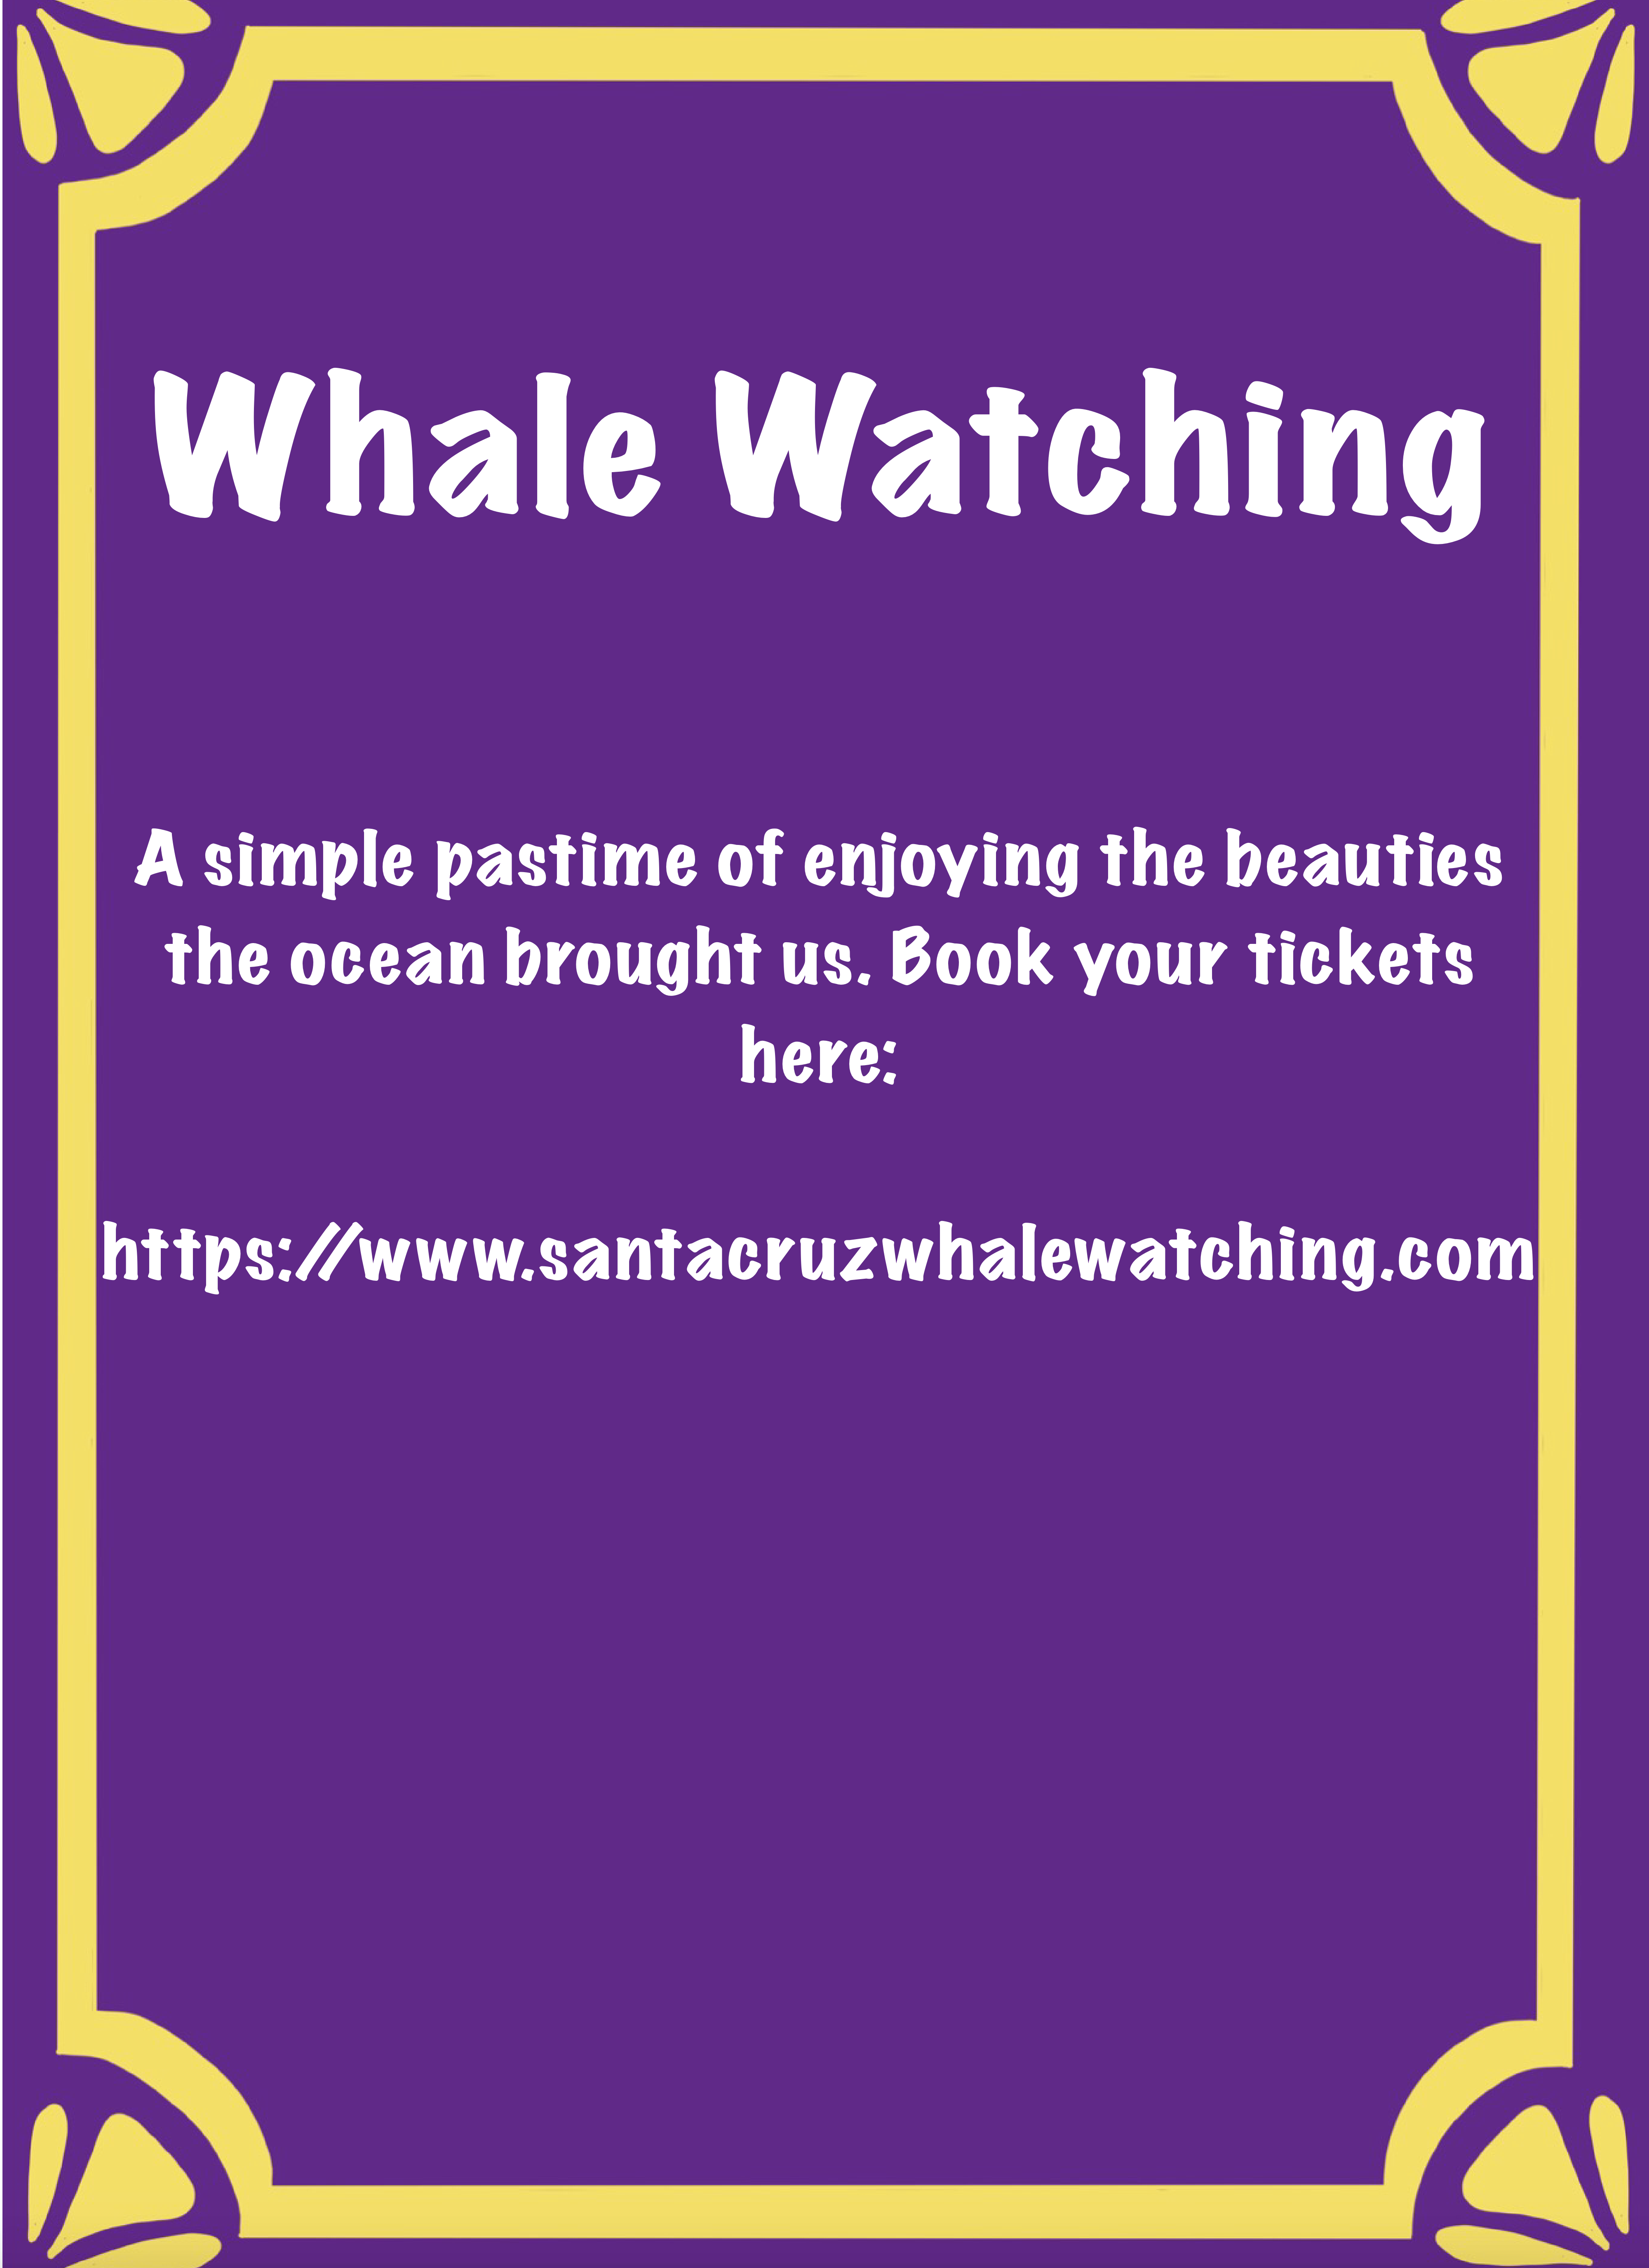 Whale Watching
A simple pastime of enjoying the beauties
the ocean brought us. Book your tickets
here:
https://www.santacruzwhalewatching.com